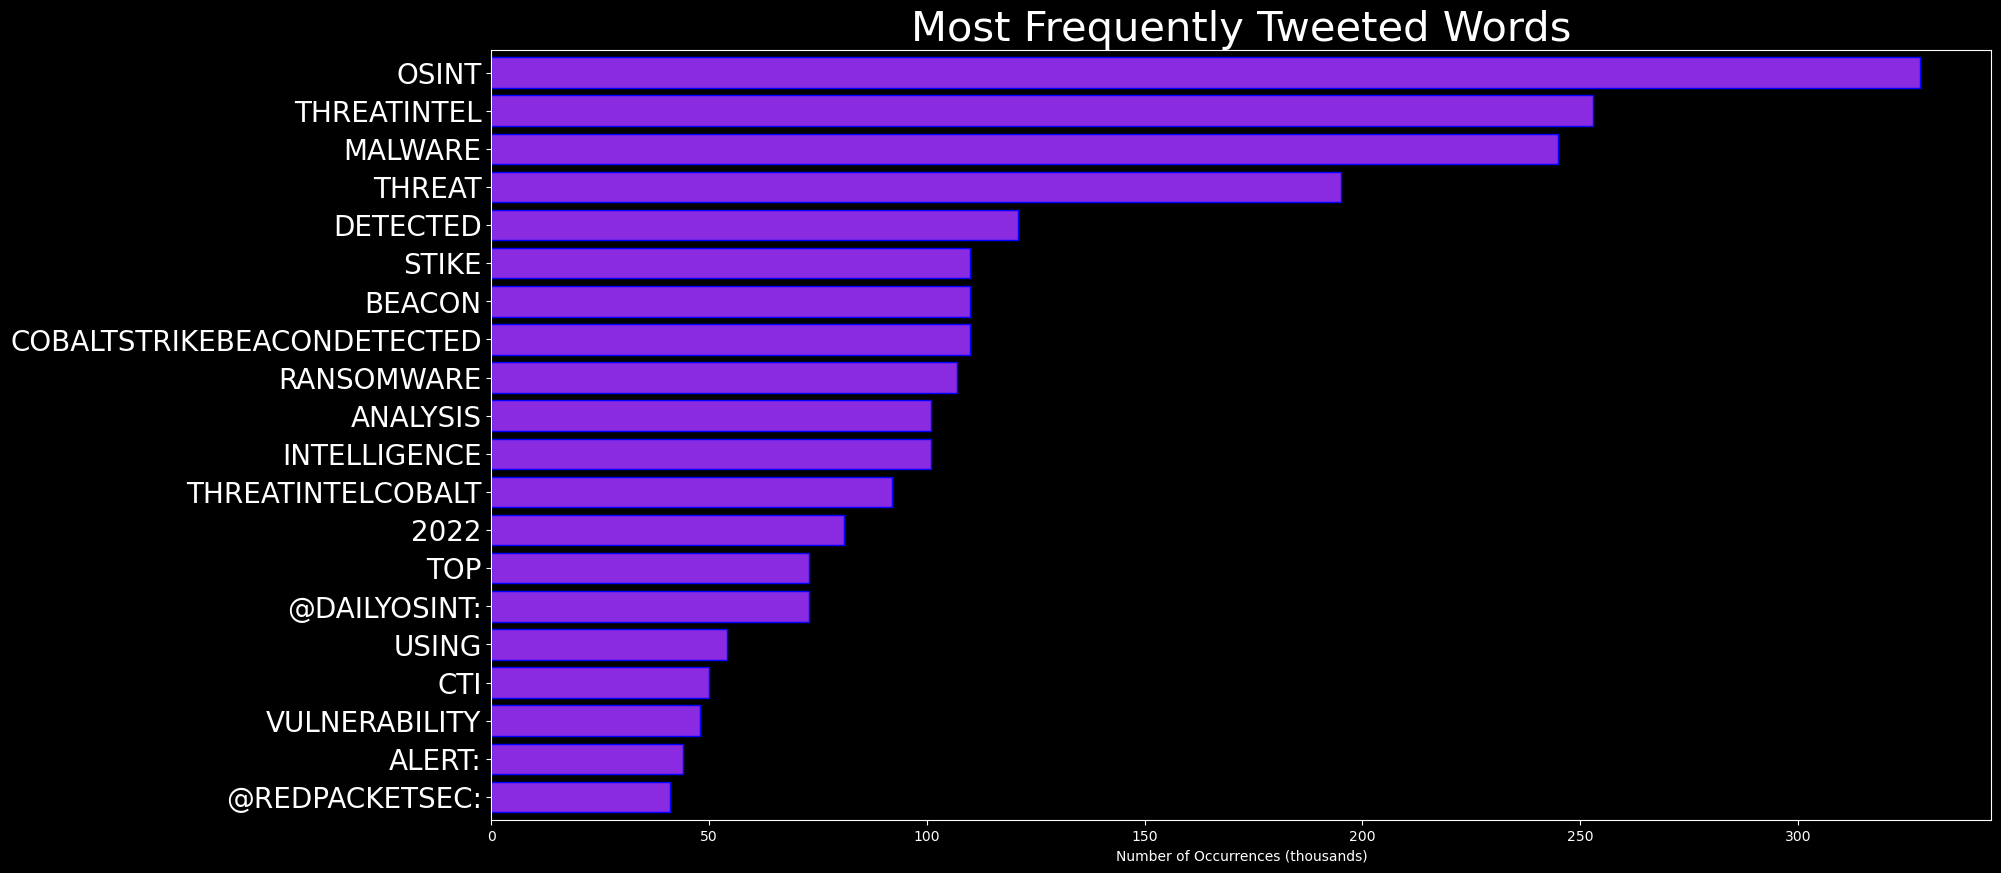 Most Frequently Tweeted Words
OSINT
THREATINTEL
MALWARE
THREAT
DETECTED
STIKE
BEACON
COBALTSTRIKEBEACONDETECTED
RANSOMWARE
ANALYSIS
INTELLIGENCE
THREATINTELCOBALT
2022
TOP
@DAILYOSINT:
USING
CTI
VULNERABILITY
ALERT:
@REDPACKETSEC:
0 50 100 150 200 250 300
Number of Occurrences (thousands)